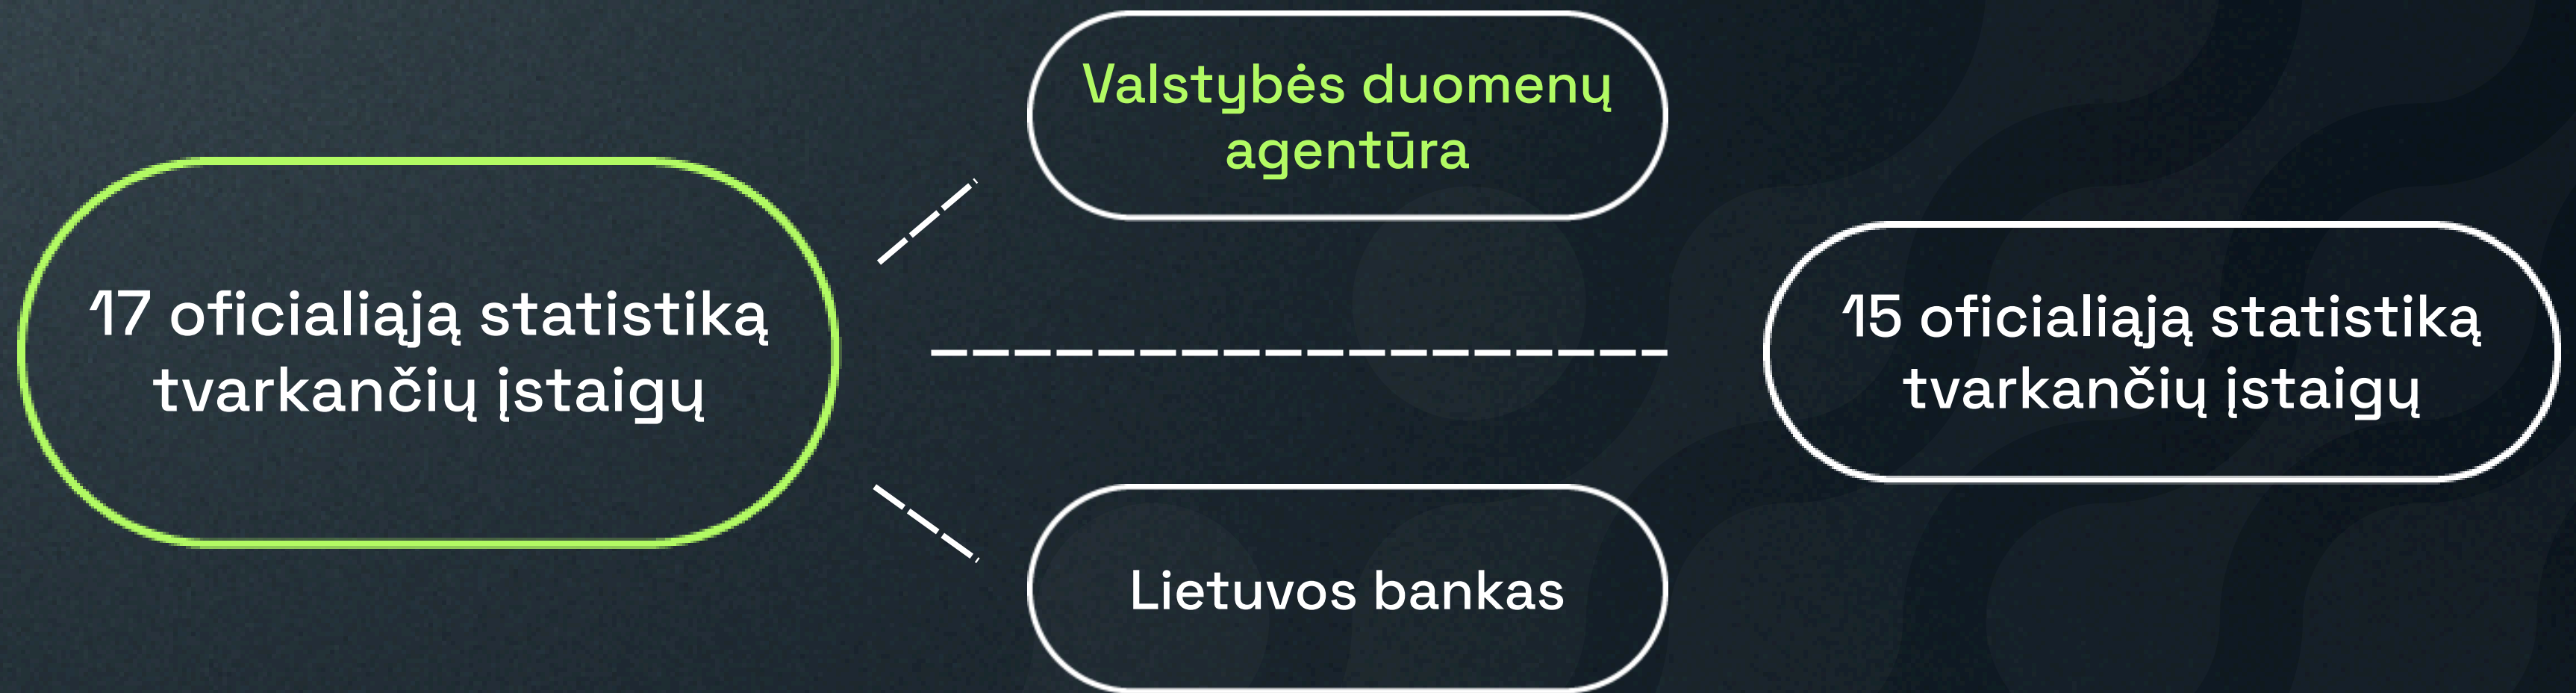 17 oficialiąją statistiką
tvarkančių įstaigų
Valstybės duomenų
agentūra
Lietuvos bankas
15 oficialiąją statistiką
tvarkančių įstaigų